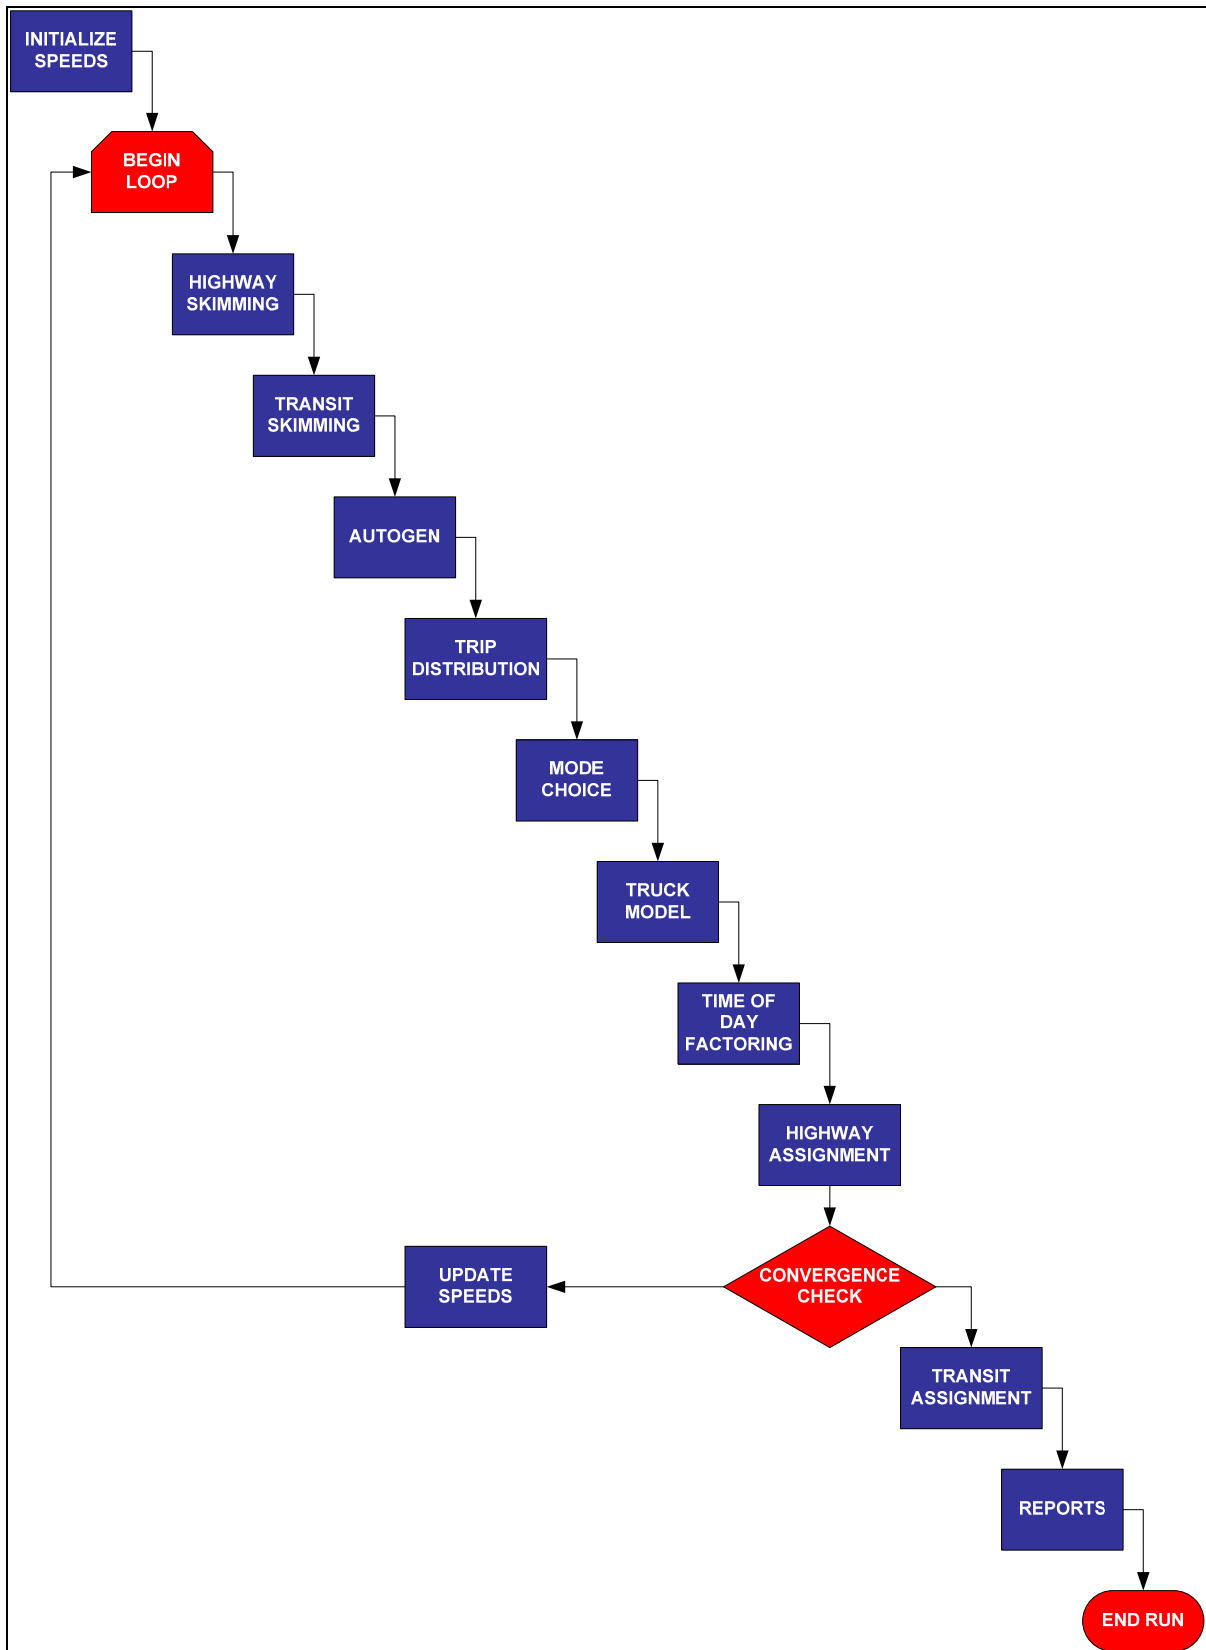 INITIALIZE
SPEEDS
BEGIN
LOOP
HIGHWAY
SKIMMING
TRANSIT
SKIMMING
AUTOGEN
TRIP
DISTRIBUTION
MODE
CHOICE
TRUCK
MODEL
TIME OF
DAY
FACTORING
HIGHWAY
ASSIGNMENT
CONVERGENCE
CHECK
UPDATE
SPEEDS
TRANSIT
ASSIGNMENT
REPORTS
END RUN